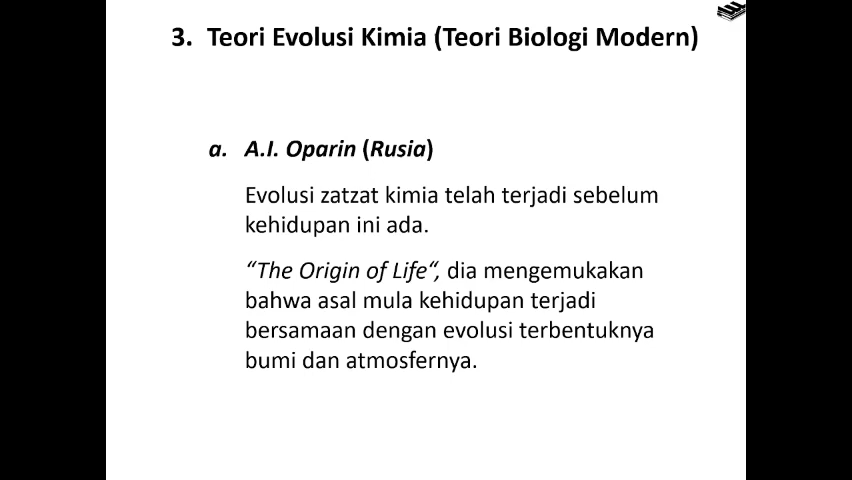 3. Teori Evolusi Kimia (Teori Biologi Modern)
a. A.I. Oparin (Rusia)
Evolusi zatzat kimia telah terjadi sebelum
kehidupan ini ada.
“The Origin of Life“, dia mengemukakan
bahwa asal mula kehidupan terjadi
bersamaan dengan evolusi terbentuknya
bumi dan atmosfernya.